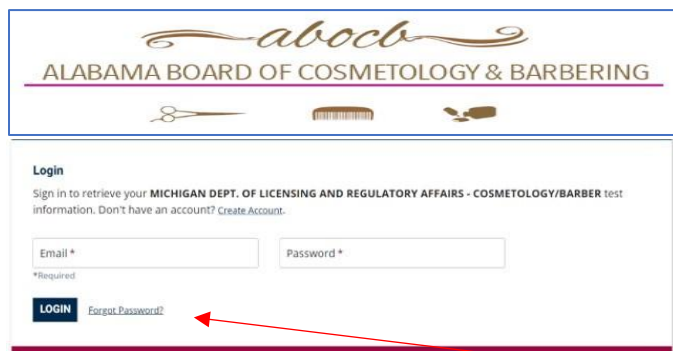 abocb
ALABAMA BOARD OF COSMETOLOGY & BARBERING
Login
Sign in to retrieve your MICHIGAN DEPT. OF LICENSING AND REGULATORY AFFAIRS - COSMETOLOGY/BARBER test
information. Don't have an account? Create Account.
Email * Password *
*Required
LOGIN Forgot Password?